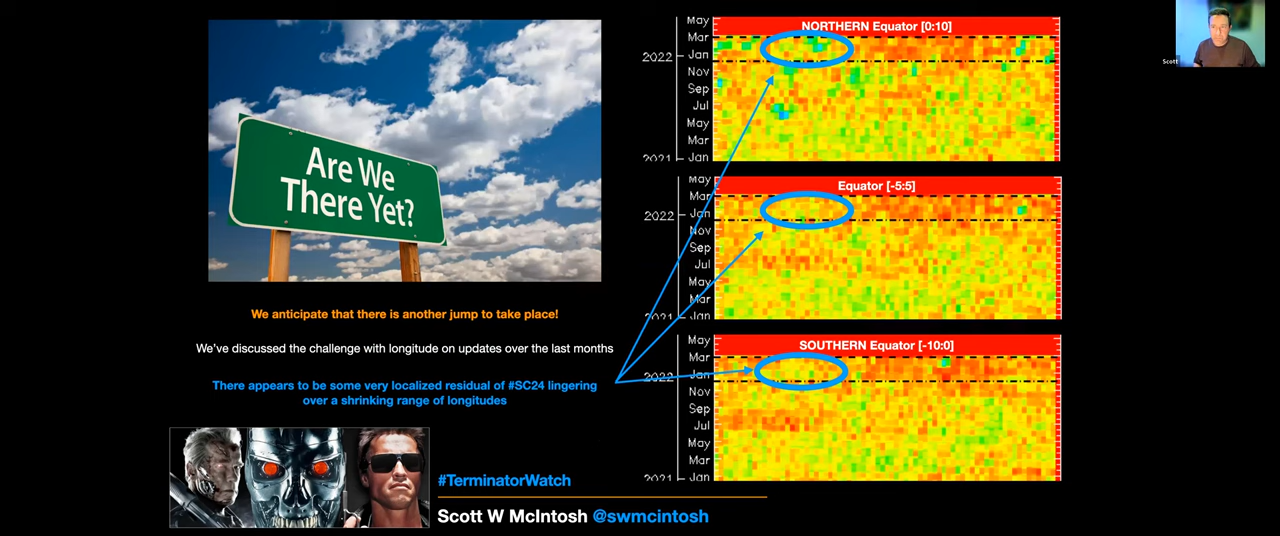 Are We
There Yet?
We anticipate that there is another jump to take place!
We've discussed the challenge with longitude on updates over the last months
There appears to be some very localized residual of #SC24 lingering
over a shrinking range of longitudes
#TerminatorWatch
Scott W McIntosh @swmcintosh
NORTHERN Equator [0:10]
May
Mar
Jan
2022
Nov
Sep
Jul
May
Mar
Jan
2021
Equator [-5:5]
May
Mar
Jan
2022
Nov
Sep
Jul
May
Mar
Jan
2021
SOUTHERN Equator [-10:0]
May
Mar
Jan
2022
Nov
Sep
Jul
May
Mar
Jan
2021
Scott